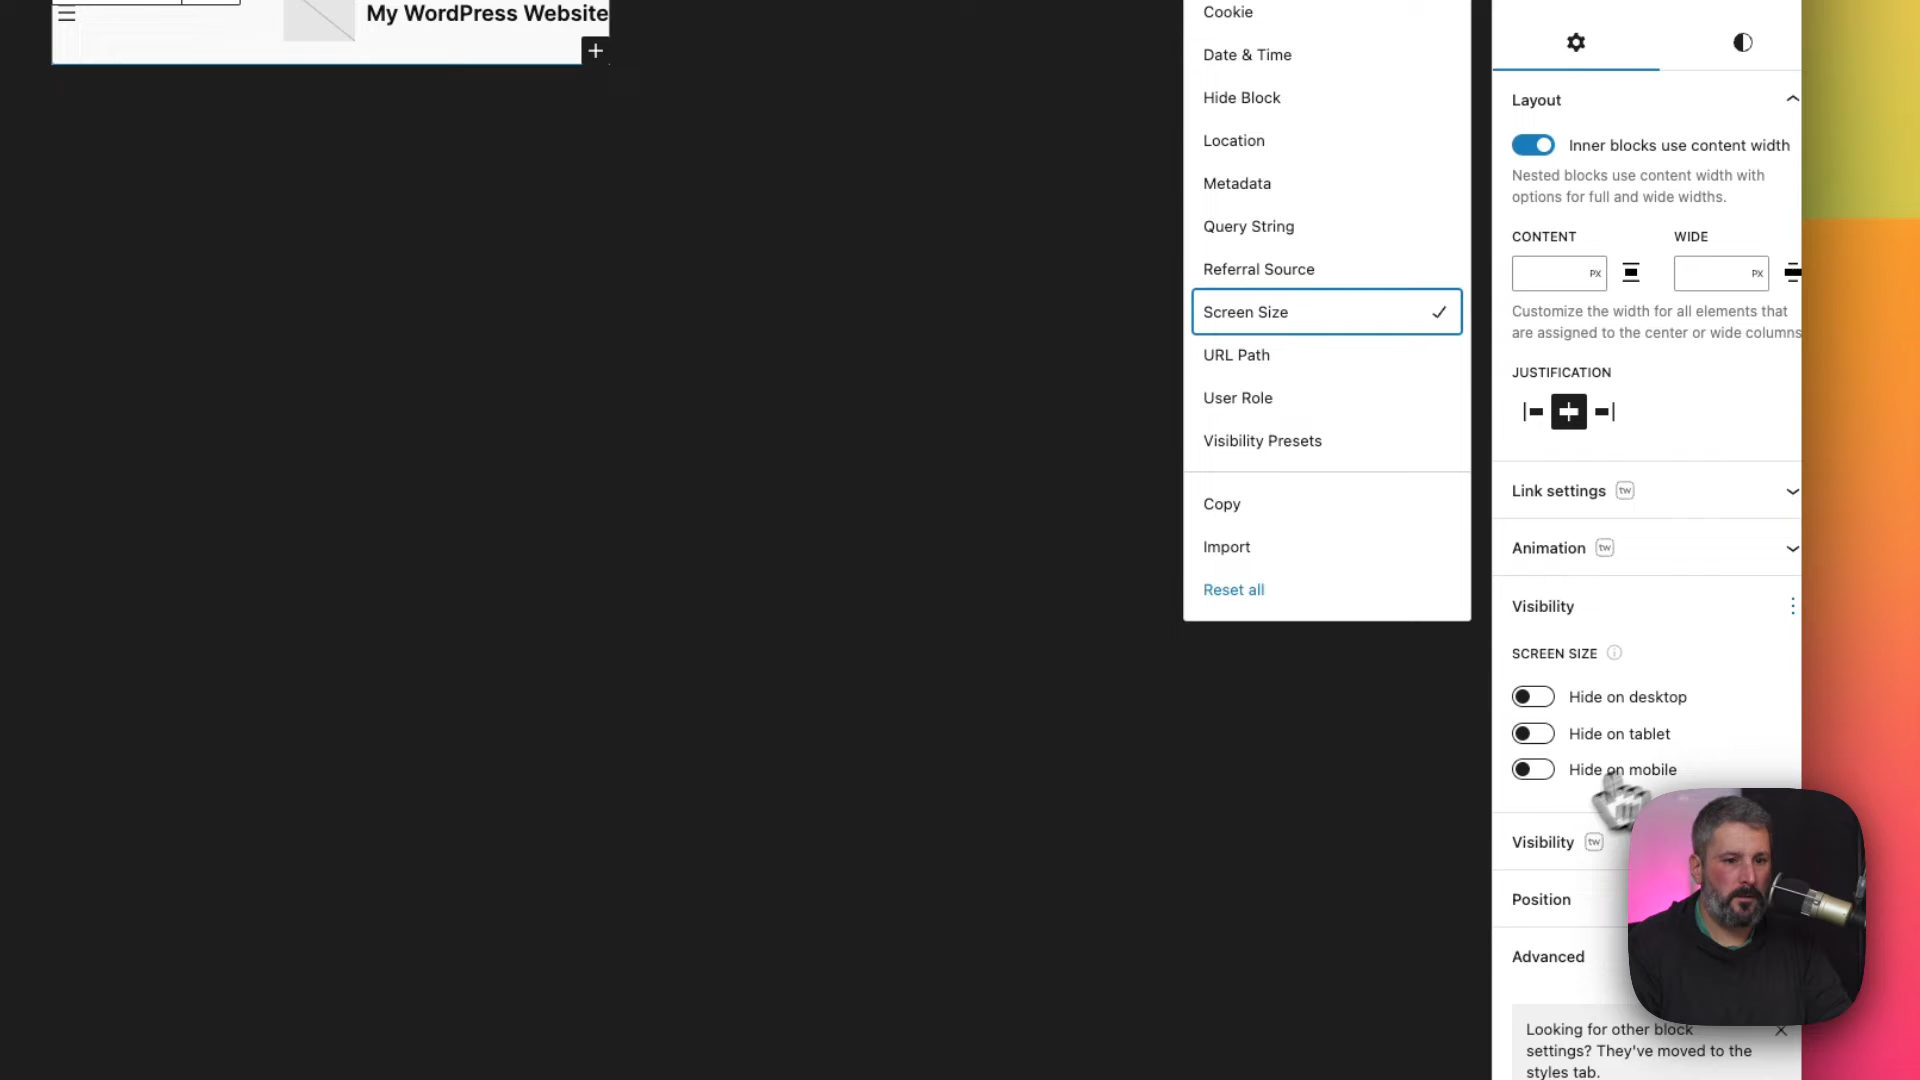 My WordPress Website
Cookie
Date & Time
Hide Block
Location
Metadata
Query String
Referral Source
Screen Size
URL Path
User Role
Visibility Presets
Copy
Import
Reset all
Layout
Inner blocks use content width
Nested blocks use content width with
options for full and wide widths.
CONTENT WIDE
PX PX
Customize the width for all elements that
are assigned to the center or wide columns
JUSTIFICATION
Link settings tw
Animation tw
Visibility
SCREEN SIZE
Hide on desktop
Hide on tablet
Hide on mobile
Visibility tw
Position
Advanced
Looking for other block
settings? They've moved to the
styles tab.